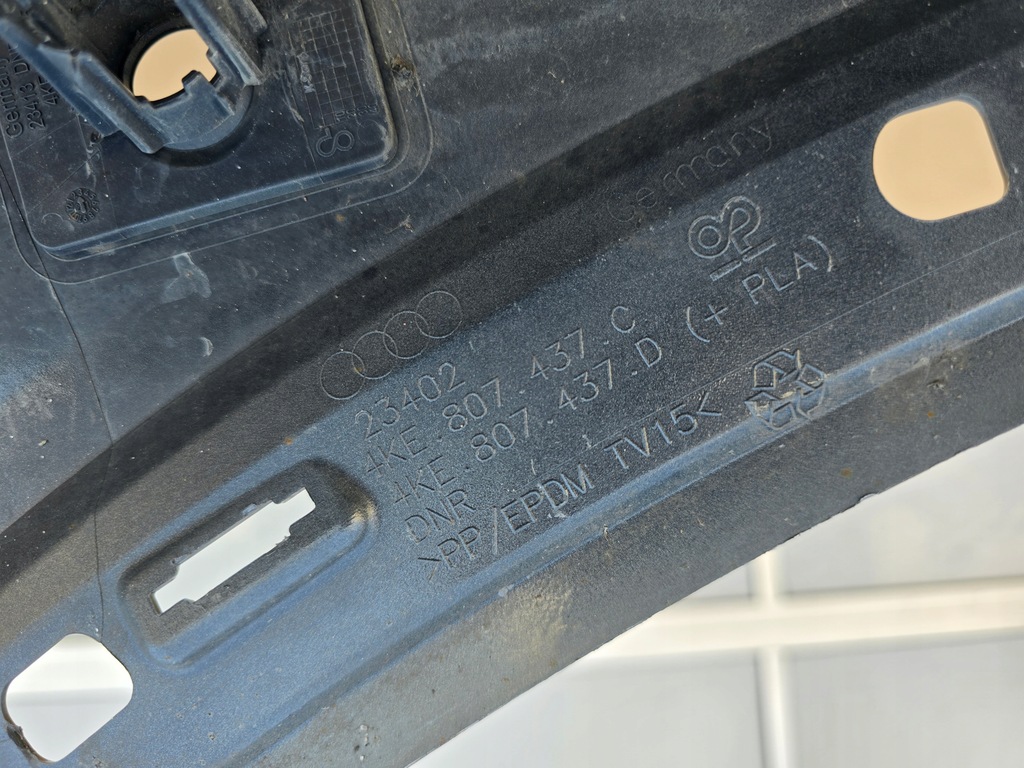 Germany
23402
4KE.807.437.C
4KE.807.437.D (+ PLA)
DNR
>PP/EPDM TV15<